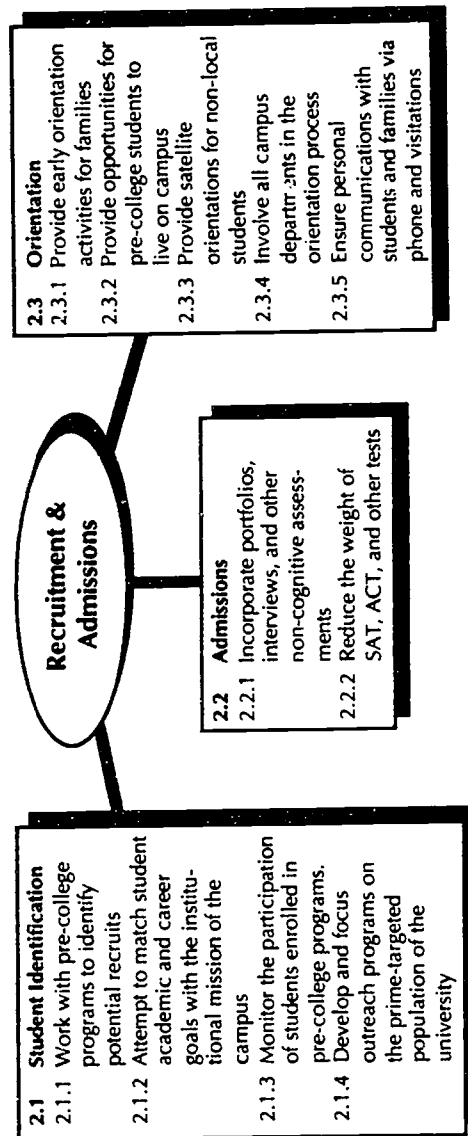 Recruitment &
Admissions
2.1 Student Identification
2.1.1 Work with pre-college
programs to identify
potential recruits
2.1.2 Attempt to match student
academic and career
goals with the institu-
tional mission of the
campus
2.1.3 Monitor the participation
of students enrolled in
pre-college programs.
2.1.4 Develop and focus
outreach programs on
the prime-targeted
population of the
university
2.2 Admissions
2.2.1 Incorporate portfolios,
interviews, and other
non-cognitive assess-
ments
2.2.2 Reduce the weight of
SAT, ACT, and other tests
2.3 Orientation
2.3.1 Provide early orientation
activities for families
2.3.2 Provide opportunities for
pre-college students to
live on campus
2.3.3 Provide satellite
orientations for non-local
students
2.3.4 Involve all campus
departments in the
orientation process
2.3.5 Ensure personal
communications with
students and families via
phone and visitations